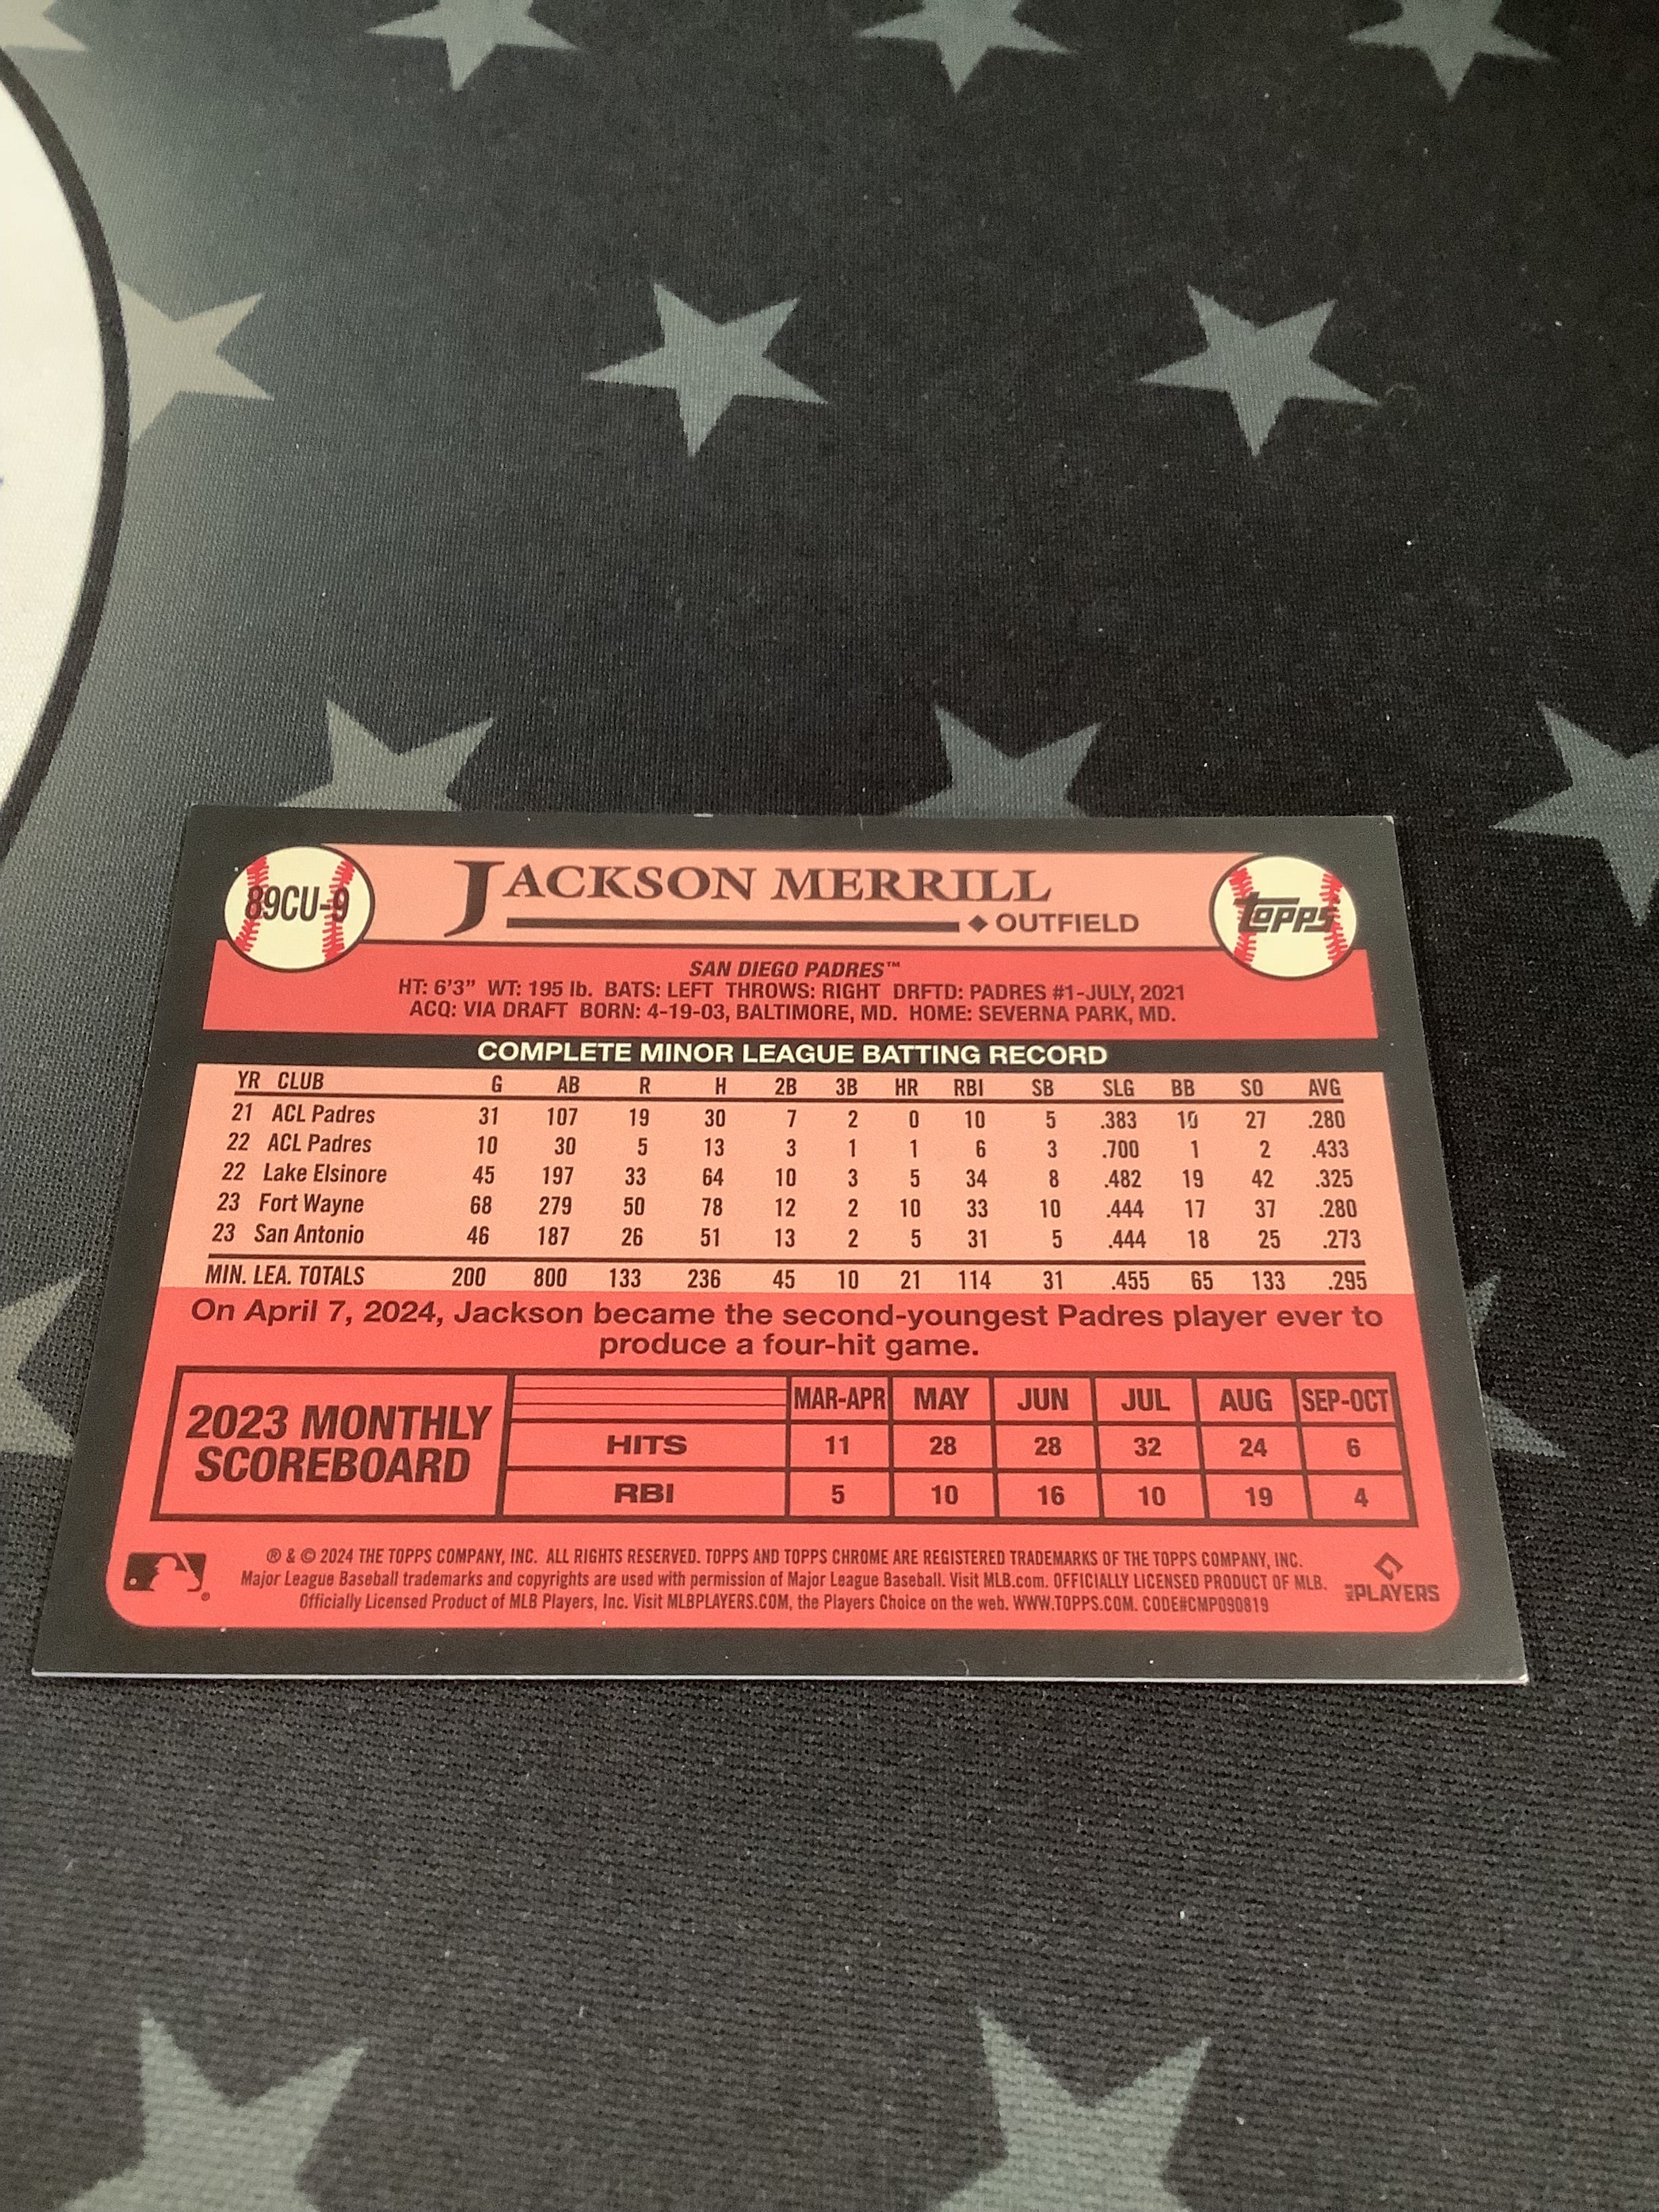 89CU-9
JACKSON MERRILL
OUTFIELD
TOPPS
SAN DIEGO PADRES™
HT: 6'3" WT: 195 lb. BATS: LEFT THROWS: RIGHT DRFTD: PADRES #1-JULY, 2021
ACQ: VIA DRAFT BORN: 4-19-03, BALTIMORE, MD. HOME: SEVERNA PARK, MD.
COMPLETE MINOR LEAGUE BATTING RECORD
YR CLUB G AB R H 2B 3B HR RBI SB SLG BB SO AVG
21 ACL Padres 31 107 19 30 7 2 0 10 5 .383 10 27 .280
22 ACL Padres 10 30 5 13 3 1 1 6 3 .700 1 2 .433
22 Lake Elsinore 45 197 33 64 10 3 5 34 8 .482 19 42 .325
23 Fort Wayne 68 279 50 78 12 2 10 33 10 .444 17 37 .280
23 San Antonio 46 187 26 51 13 2 5 31 5 .444 18 25 .273
MIN. LEA. TOTALS 200 800 133 236 45 10 21 114 31 .455 65 133 .295
On April 7, 2024, Jackson became the second-youngest Padres player ever to
produce a four-hit game.
2023 MONTHLY
SCOREBOARD
MAR-APR MAY JUN JUL AUG SEP-OCT
HITS 11 28 28 32 24 6
RBI 5 10 16 10 19 4
® & © 2024 THE TOPPS COMPANY, INC. ALL RIGHTS RESERVED. TOPPS AND TOPPS CHROME ARE REGISTERED TRADEMARKS OF THE TOPPS COMPANY, INC.
Major League Baseball trademarks and copyrights are used with permission of Major League Baseball. Visit MLB.com. OFFICIALLY LICENSED PRODUCT OF MLB.
Officially Licensed Product of MLB Players, Inc. Visit MLBPLAYERS.COM, the Players Choice on the web. WWW.TOPPS.COM. CODE#CMP090819
®
MLB PLAYERS